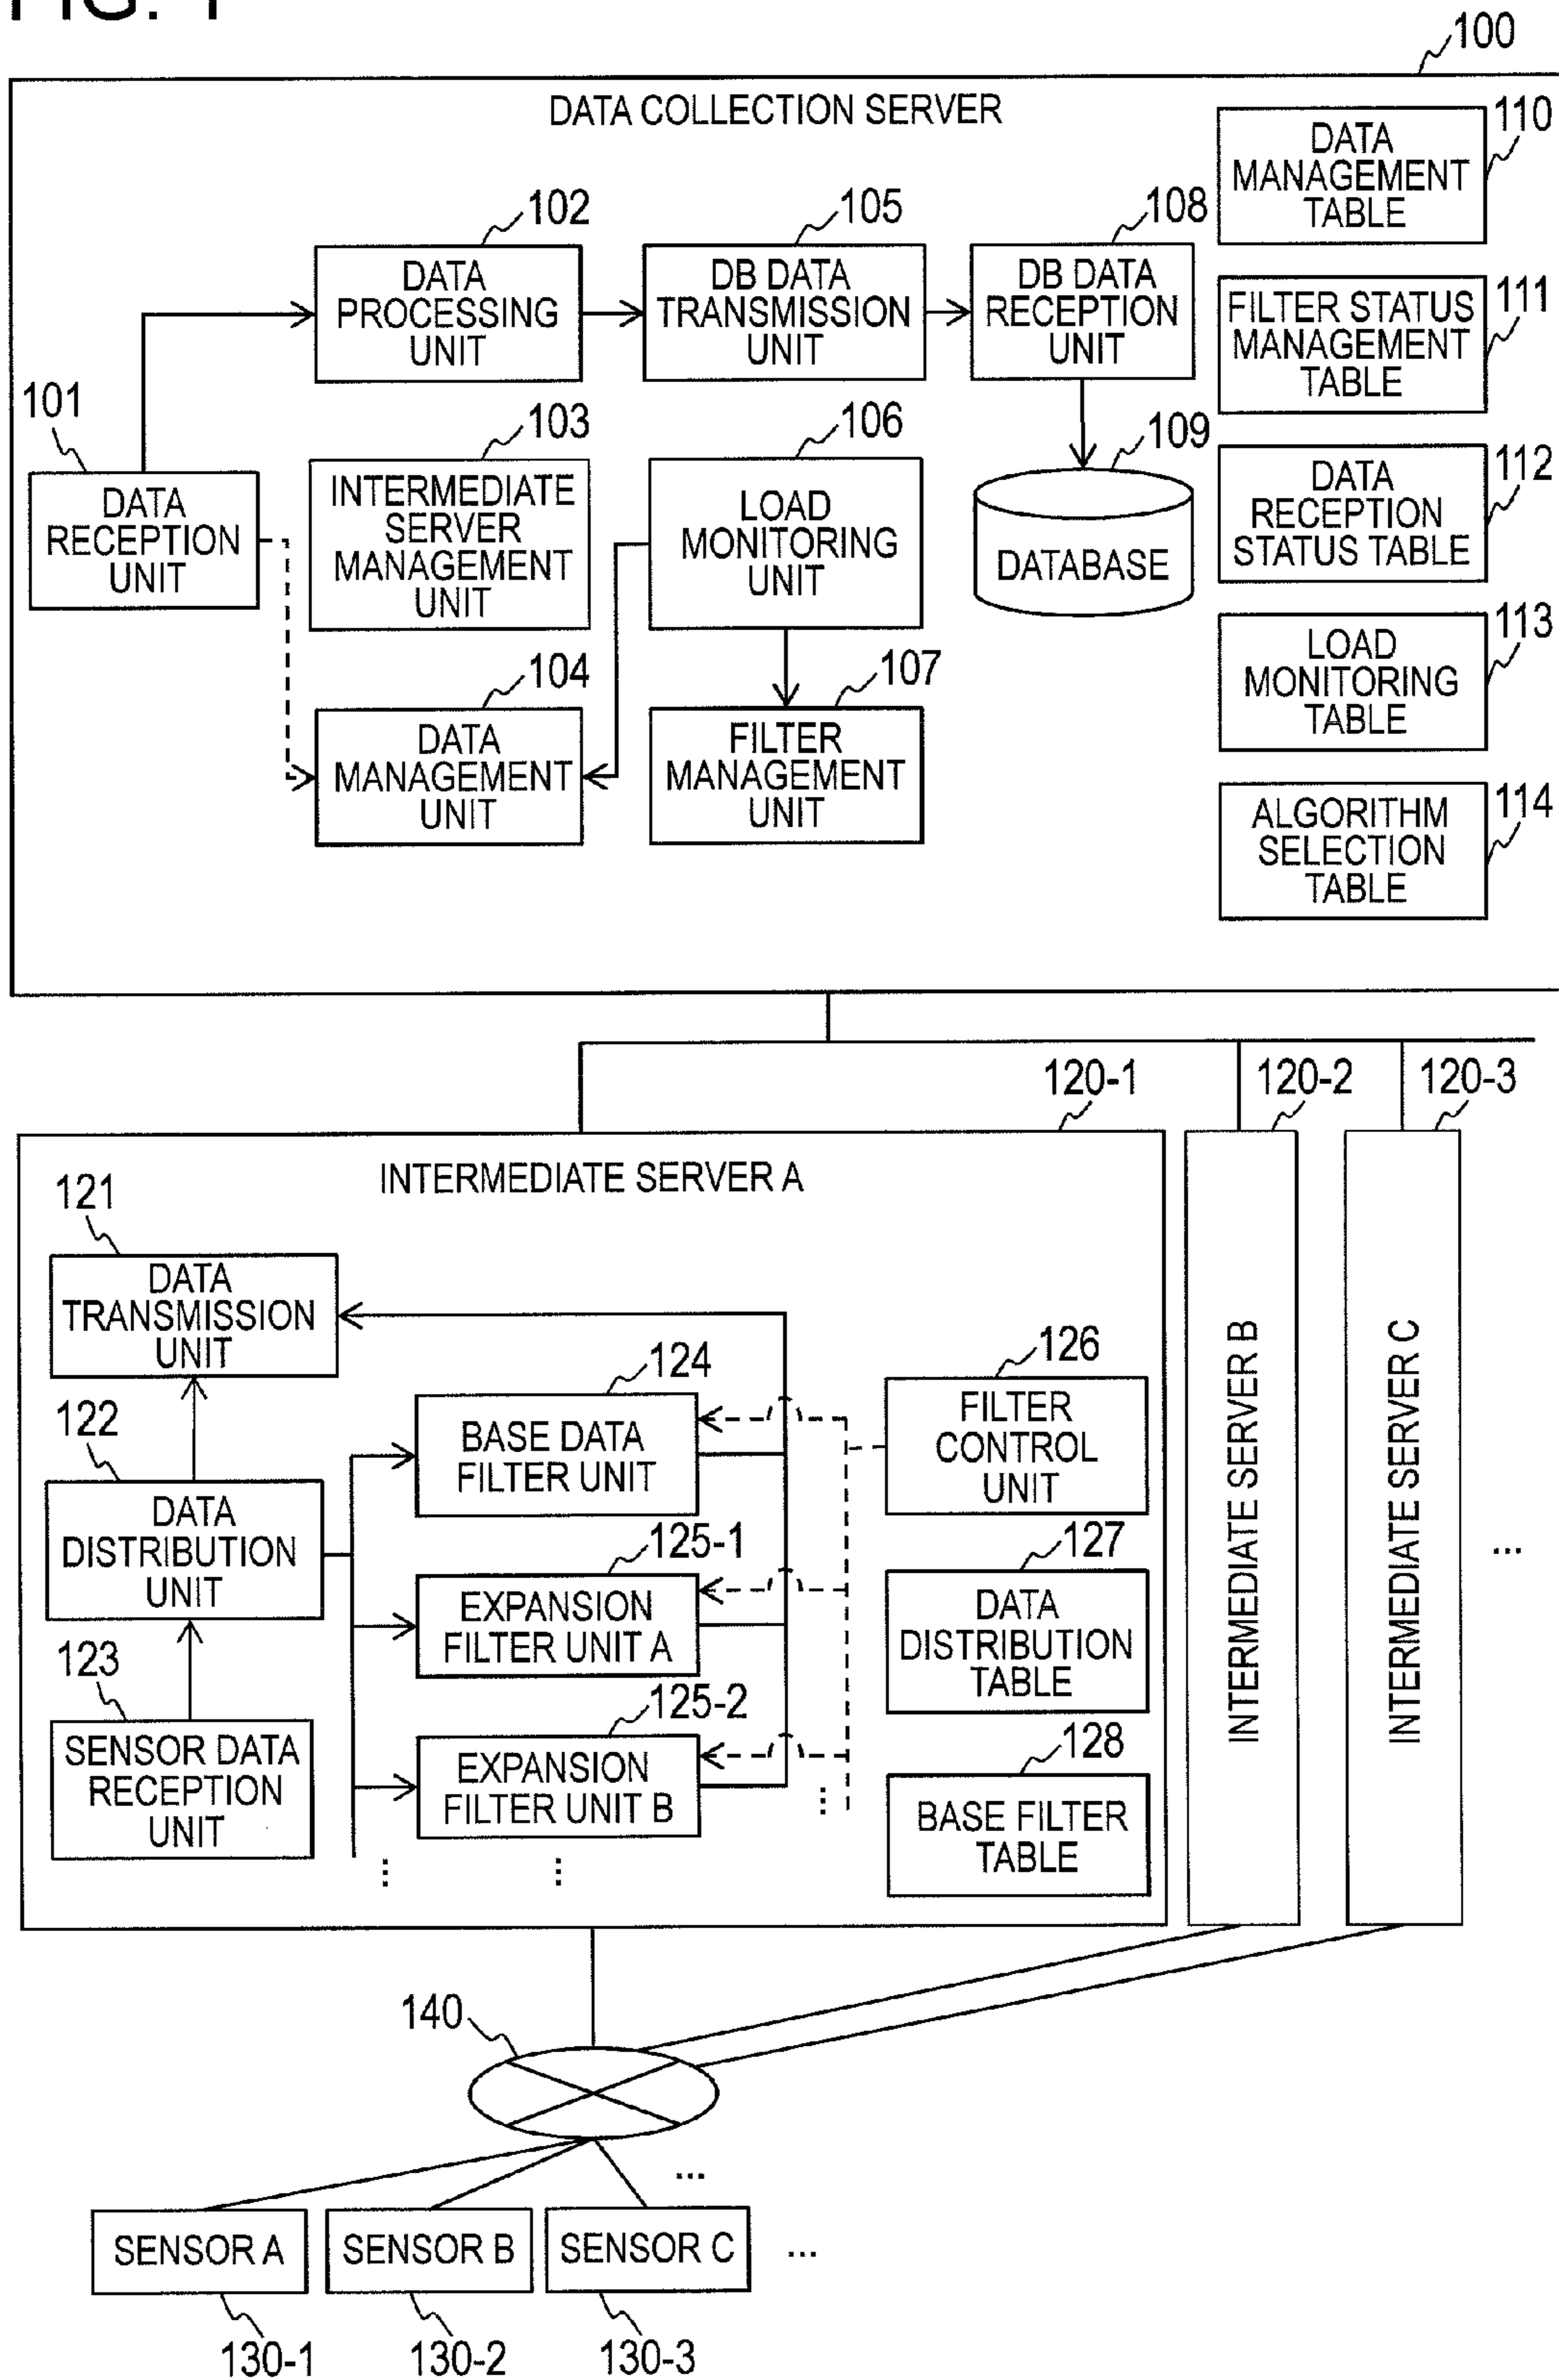 FIG. 1
100
DATA COLLECTION SERVER
110
DATA
MANAGEMENT
TABLE
102
DATA
PROCESSING
UNIT
105
DB DATA
TRANSMISSION
UNIT
108
DB DATA
RECEPTION
UNIT
111
FILTER STATUS
MANAGEMENT
TABLE
101
DATA
RECEPTION
UNIT
103
INTERMEDIATE
SERVER
MANAGEMENT
UNIT
106
LOAD
MONITORING
UNIT
109
DATABASE
112
DATA
RECEPTION
STATUS TABLE
104
DATA
MANAGEMENT
UNIT
107
FILTER
MANAGEMENT
UNIT
113
LOAD
MONITORING
TABLE
114
ALGORITHM
SELECTION
TABLE
120-1
120-2
120-3
INTERMEDIATE SERVER A
121
DATA
TRANSMISSION
UNIT
122
DATA
DISTRIBUTION
UNIT
123
SENSOR DATA
RECEPTION
UNIT
124
BASE DATA
FILTER UNIT
125-1
EXPANSION
FILTER UNIT A
125-2
EXPANSION
FILTER UNIT B
...
...
...
126
FILTER
CONTROL
UNIT
127
DATA
DISTRIBUTION
TABLE
128
BASE FILTER
TABLE
INTERMEDIATE SERVER B
INTERMEDIATE SERVER C
...
140
...
SENSOR A
SENSOR B
SENSOR C
...
130-1
130-2
130-3